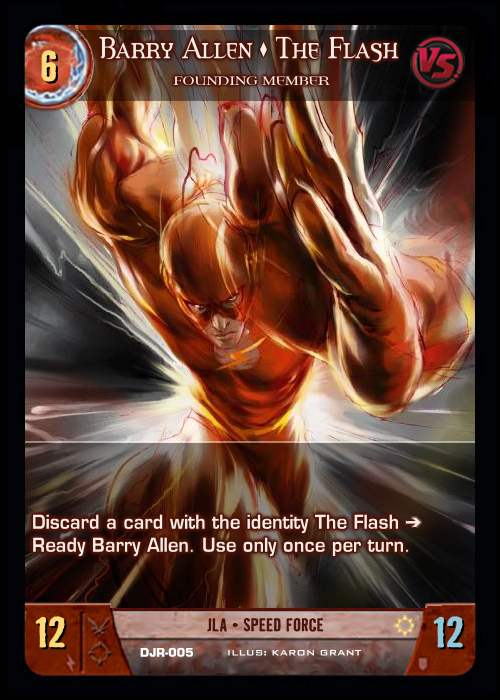 6
Barry Allen ♦ The Flash
VS
FOUNDING MEMBER
Discard a card with the identity The Flash ➔
Ready Barry Allen. Use only once per turn.
12
JLA • SPEED FORCE
12
DJR-005 ILLUS: KARON GRANT